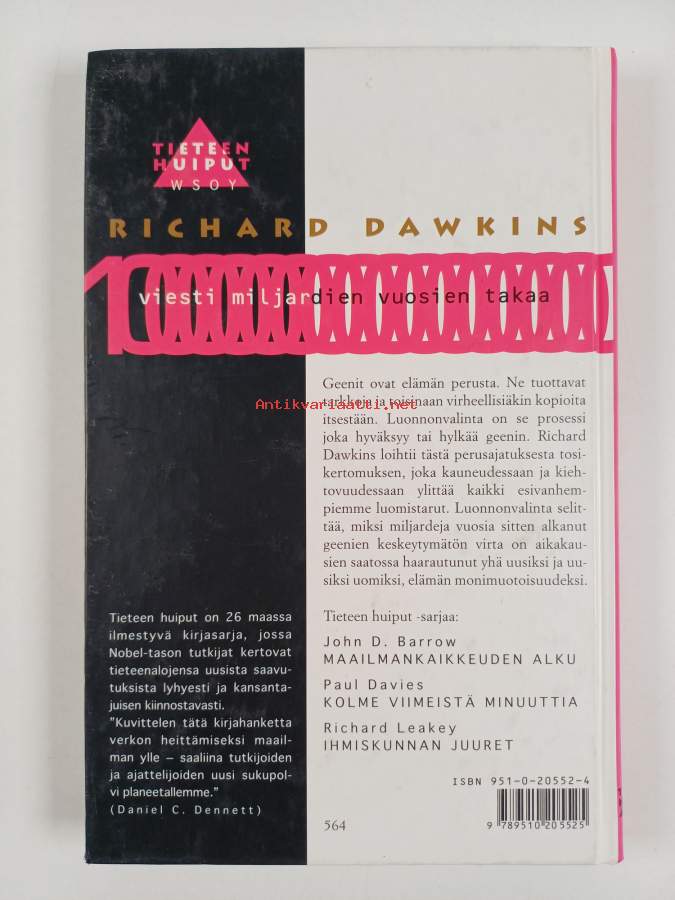 TIETEEN
HUIPUT
WSOY
RICHARD DAWKINS
viesti miljardien vuosien takaa
Geenit ovat elämän perusta. Ne tuottavat
tarkkoja ja toisinaan virheellisiäkin kopioita
Antikvariaatti.net
itsestään. Luonnonvalinta on se prosessi
joka hyväksyy tai hylkää geenin. Richard
Dawkins loihtii tästä perusajatuksesta tosi-
kertomuksen, joka kauneudessaan ja kieh-
tovuudessaan ylittää kaikki esivanhem-
piemme luomistarut. Luonnonvalinta selit-
tää, miksi miljardeja vuosia sitten alkanut
geenien keskeytymätön virta on aikakau-
sien saatossa haarautunut yhä uusiksi ja uu-
siksi uomiksi, elämän monimuotoisuudeksi.
Tieteen huiput on 26 maassa
ilmestyvä kirjasarja, jossa
Nobel-tason tutkijat kertovat
tieteenalojensa uusista saavu-
tuksista lyhyesti ja kansanta-
juisen kiinnostavasti.
"Kuvittelen tätä kirjahanketta
verkon heittämiseksi maail-
man ylle – saaliina tutkijoiden
ja ajattelijoiden uusi sukupol-
vi planeetallemme."
(Daniel C. Dennett)
Tieteen huiput -sarjaa:
John D. Barrow
MAAILMANKAIKKEUDEN ALKU
Paul Davies
KOLME VIIMEISTÄ MINUUTTIA
Richard Leakey
IHMISKUNNAN JUURET
ISBN 951-0-20552-4
9 789510 205525
564